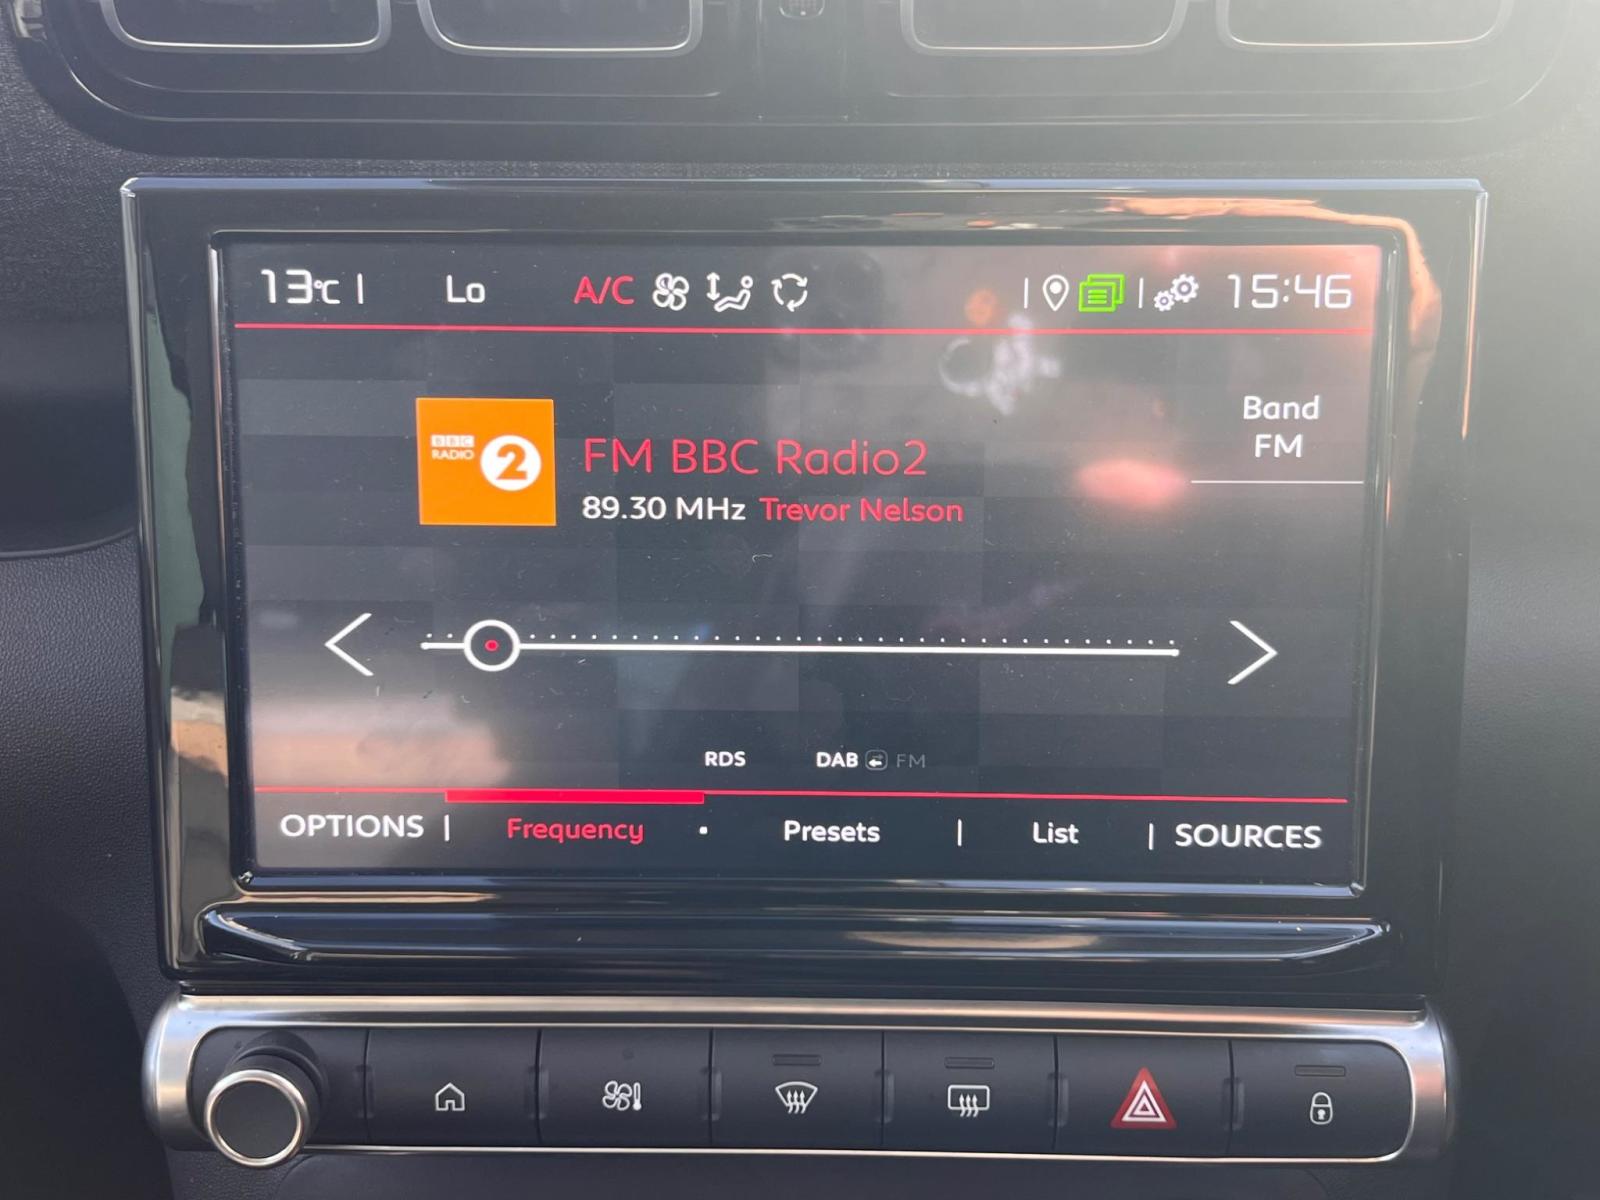 13°C | Lo A/C | | 15:46
Band
FM
BBC
RADIO 2
FM BBC Radio2
89.30 MHz Trevor Nelson
RDS DAB FM
OPTIONS | Frequency · Presets | List | SOURCES